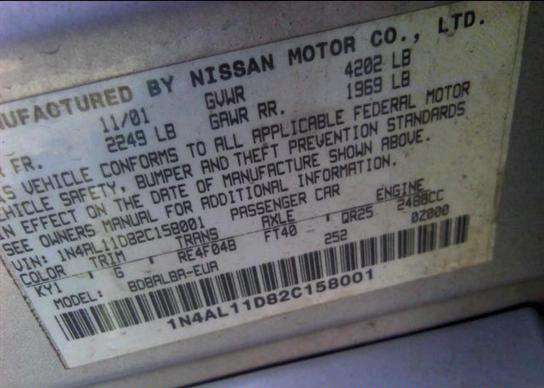 NUFACTURED BY NISSAN MOTOR CO., LTD.
11/01 GVWR 4202 LB
FR. 2249 LB GAWR RR. 1969 LB
S VEHICLE CONFORMS TO ALL APPLICABLE FEDERAL MOTOR
HICLE SAFETY, BUMPER AND THEFT PREVENTION STANDARDS
N EFFECT ON THE DATE OF MANUFACTURE SHOWN ABOVE.
SEE OWNERS MANUAL FOR ADDITIONAL INFORMATION.
VIN: 1N4AL11D82C158001 PASSENGER CAR
COLOR TRIM TRANS AXLE ENGINE
KY1 G RE4F04B FT40 252 QR25 2488CC
MODEL: BDBALBA-EUA 0Z000
1N4AL11D82C158001